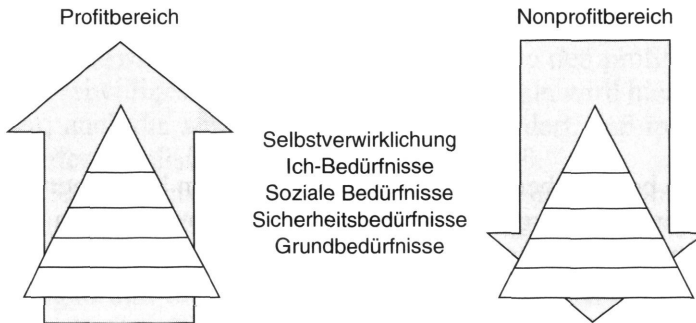 Profitbereich
Nonprofitbereich
Selbstverwirklichung
Ich-Bedürfnisse
Soziale Bedürfnisse
Sicherheitsbedürfnisse
Grundbedürfnisse